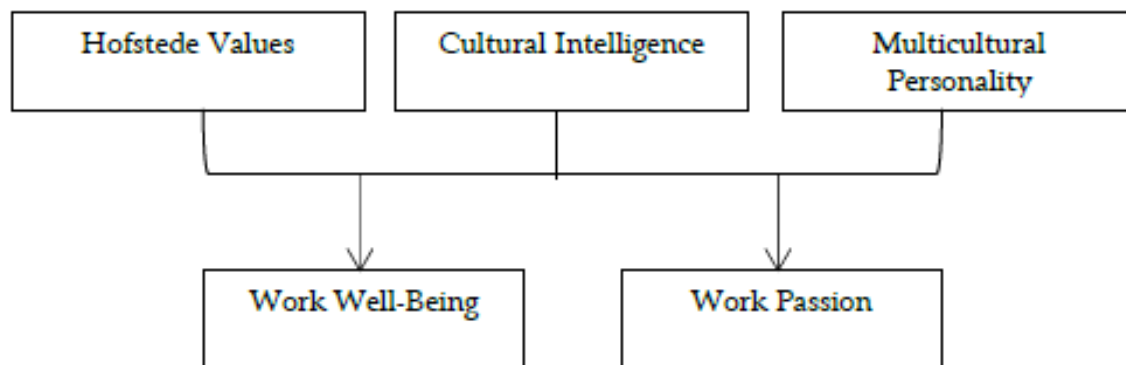 Hofstede Values
Cultural Intelligence
Multicultural
Personality
Work Well-Being
Work Passion